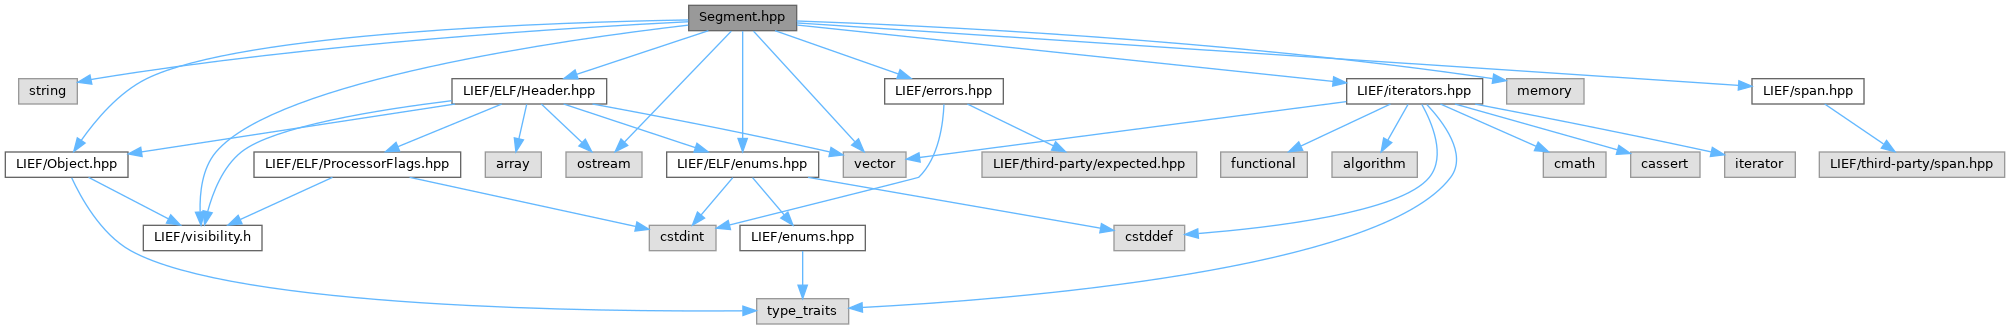 Segment.hpp
string
LIEF/ELF/Header.hpp
LIEF/errors.hpp
LIEF/iterators.hpp
memory
LIEF/span.hpp
LIEF/Object.hpp
LIEF/ELF/ProcessorFlags.hpp
array
ostream
LIEF/ELF/enums.hpp
vector
LIEF/third-party/expected.hpp
functional
algorithm
cmath
cassert
iterator
LIEF/third-party/span.hpp
LIEF/visibility.h
cstdint
LIEF/enums.hpp
cstddef
type_traits